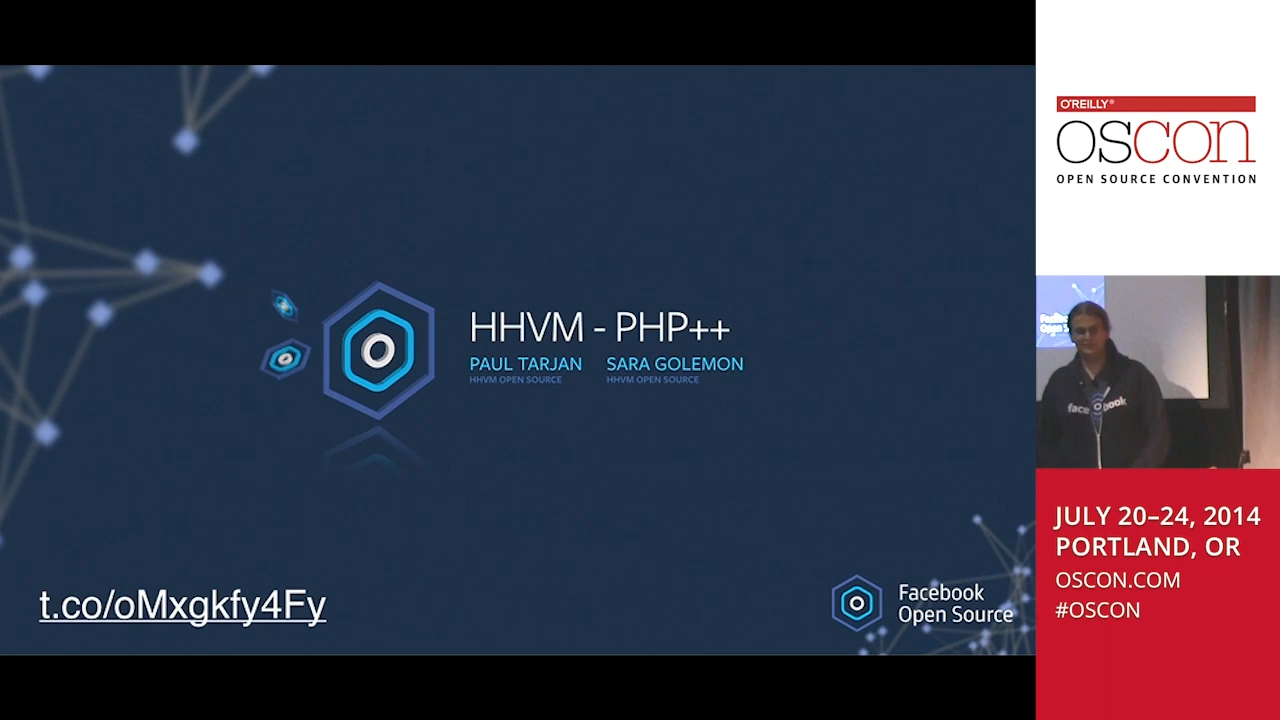 HHVM - PHP++
PAUL TARJAN SARA GOLEMON
HHVM OPEN SOURCE HHVM OPEN SOURCE
t.co/oMxgkfy4Fy
Facebook
Open Source
O'REILLY®
OSCON
OPEN SOURCE CONVENTION
facebook
JULY 20–24, 2014
PORTLAND, OR
OSCON.COM
#OSCON